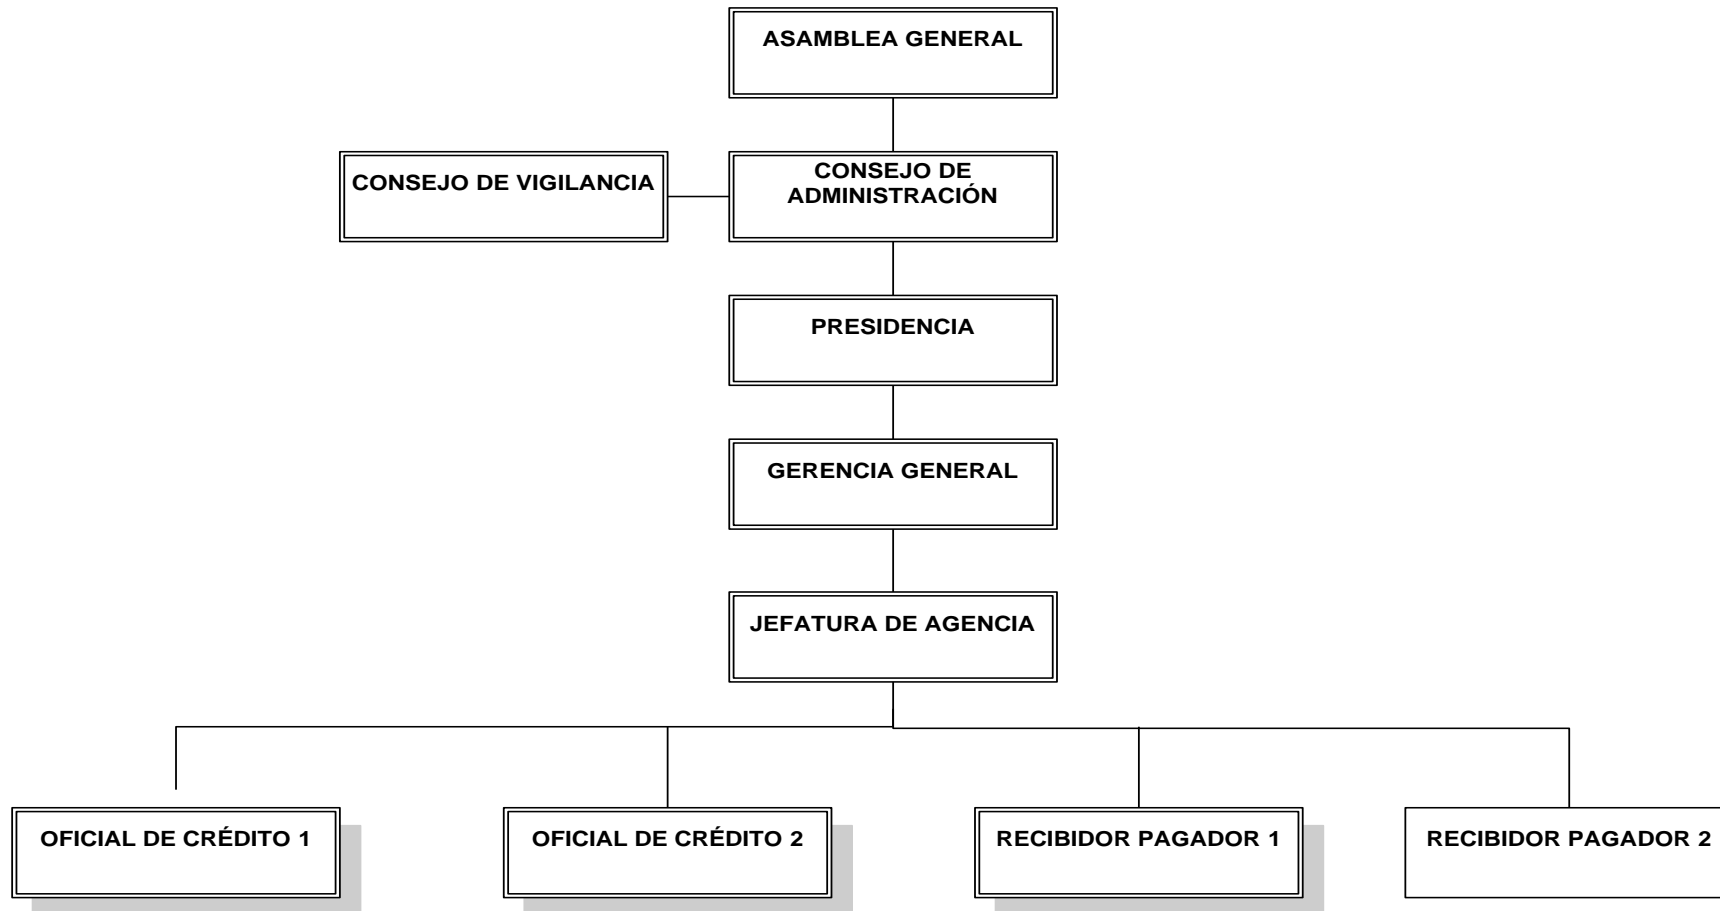 ASAMBLEA GENERAL
CONSEJO DE VIGILANCIA
CONSEJO DE
ADMINISTRACIÓN
PRESIDENCIA
GERENCIA GENERAL
JEFATURA DE AGENCIA
OFICIAL DE CRÉDITO 1
OFICIAL DE CRÉDITO 2
RECIBIDOR PAGADOR 1
RECIBIDOR PAGADOR 2